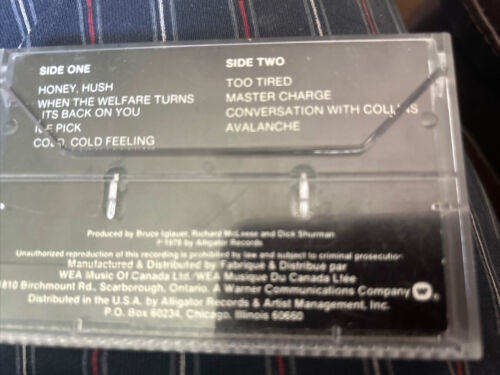 SIDE ONE
HONEY, HUSH
WHEN THE WELFARE TURNS
ITS BACK ON YOU
ICE PICK
COLD, COLD FEELING
SIDE TWO
TOO TIRED
MASTER CHARGE
CONVERSATION WITH COLLINS
AVALANCHE
Produced by Bruce Iglauer, Richard McLeese and Dick Shurman
℗ 1978 by Alligator Records
Unauthorized reproduction of this recording is prohibited by law and subject to criminal prosecution
Manufactured & Distributed by Fabriqué & Distribué par
WEA Music Of Canada Ltd./WEA Musique Du Canada Ltée
1810 Birchmount Rd., Scarborough, Ontario. A Warner Communications Company
Distributed in the U.S.A. by Alligator Records & Artist Management, Inc.
P.O. Box 60234, Chicago, Illinois 60660